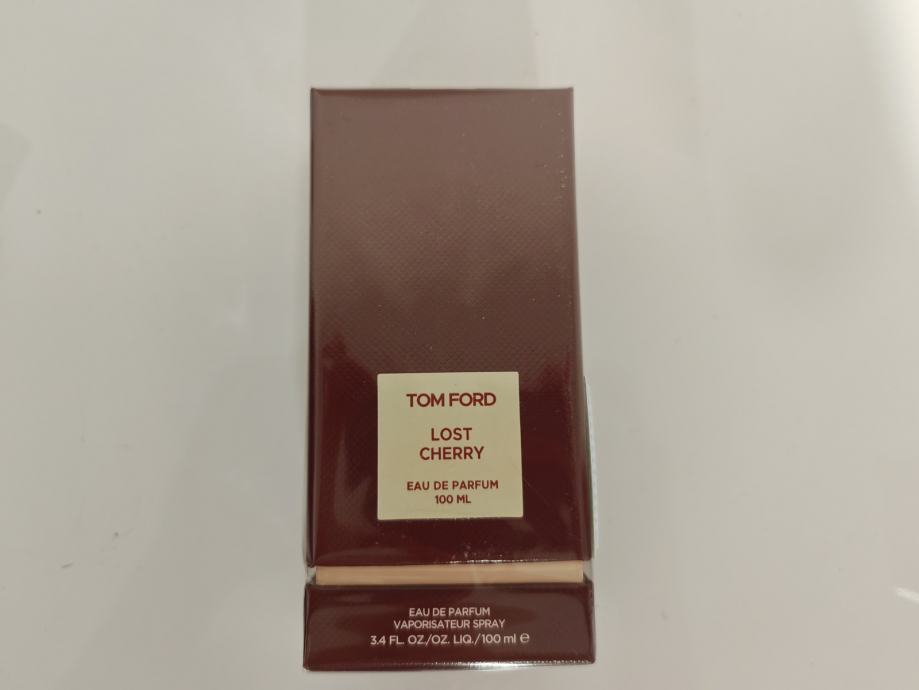 TOM FORD
LOST
CHERRY
EAU DE PARFUM
100 ML
EAU DE PARFUM
VAPORISATEUR SPRAY
3.4 FL. OZ./OZ. LIQ./100 ml ℮